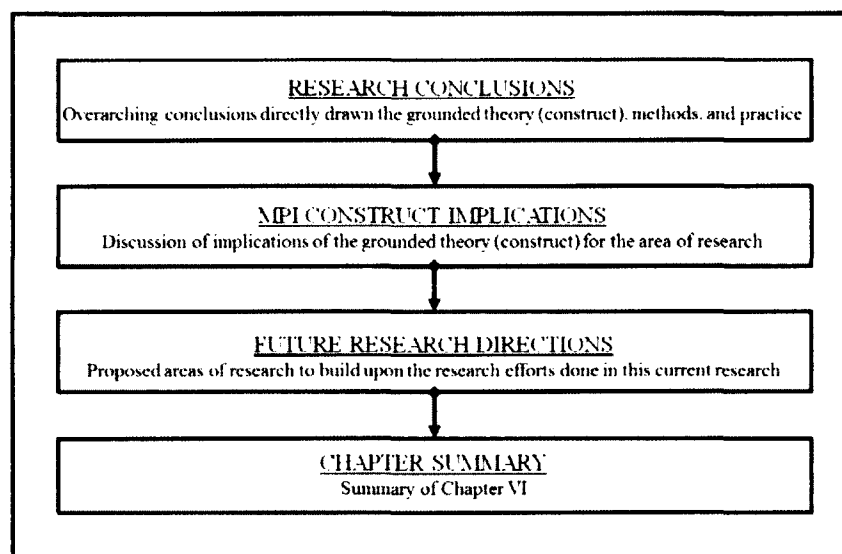 RESEARCH CONCLUSIONS
Overarching conclusions directly drawn the grounded theory (construct), methods, and practice
MPI CONSTRUCT IMPLICATIONS
Discussion of implications of the grounded theory (construct) for the area of research
FUTURE RESEARCH DIRECTIONS
Proposed areas of research to build upon the research efforts done in this current research
CHAPTER SUMMARY
Summary of Chapter VI